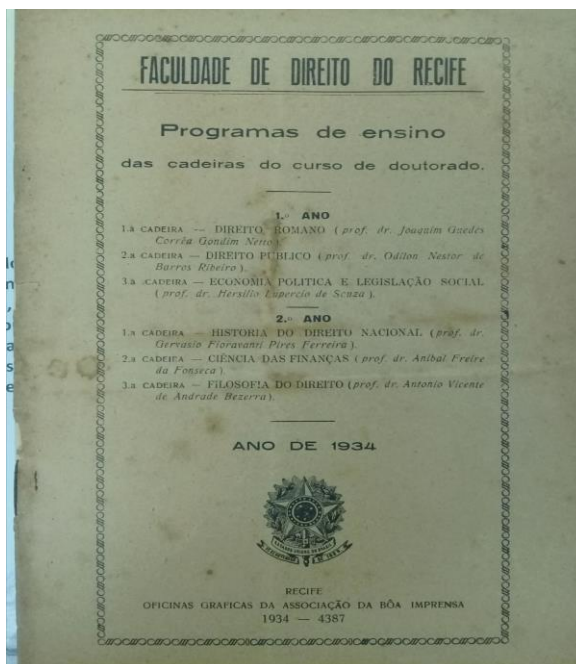 FACULDADE DE DIREITO DO RECIFE
Programas de ensino
das cadeiras do curso de doutorado.
1.º ANO
1.ª CADEIRA — DIREITO ROMANO (prof. dr. Joaquim Guedes
Corrêa Gondim Netto).
2.ª CADEIRA — DIREITO PUBLICO (prof. dr. Odilon Nestor de
Barros Ribeiro).
3.ª CADEIRA — ECONOMIA POLITICA E LEGISLAÇÃO SOCIAL
(prof. dr. Hersilio Lupercio de Souza).
2.º ANO
1.ª CADEIRA — HISTORIA DO DIREITO NACIONAL (prof. dr.
Gervasio Fioravanti Pires Ferreira).
2.ª CADEIRA — CIÊNCIA DAS FINANÇAS (prof. dr. Anibal Freire
da Fonseca).
3.ª CADEIRA — FILOSOFIA DO DIREITO (prof. dr. Antonio Vicente
de Andrade Bezerra).
ANO DE 1934
RECIFE
OFICINAS GRAFICAS DA ASSOCIAÇÃO DA BÔA IMPRENSA
1934 — 4387